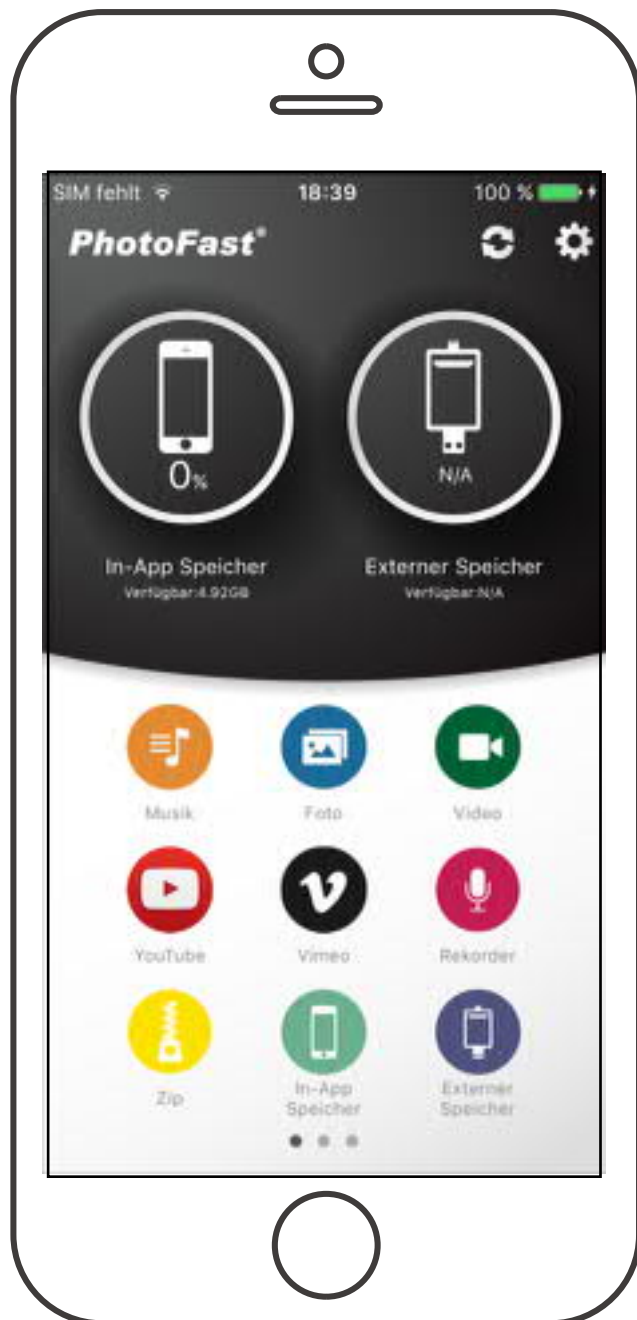 SIM fehlt 18:39 100 %
PhotoFast®
0% N/A
In-App Speicher Externer Speicher
Verfügbar:4.92GB Verfügbar:N/A
Musik Foto Video
YouTube Vimeo Rekorder
Zip In-App Externer
Speicher Speicher